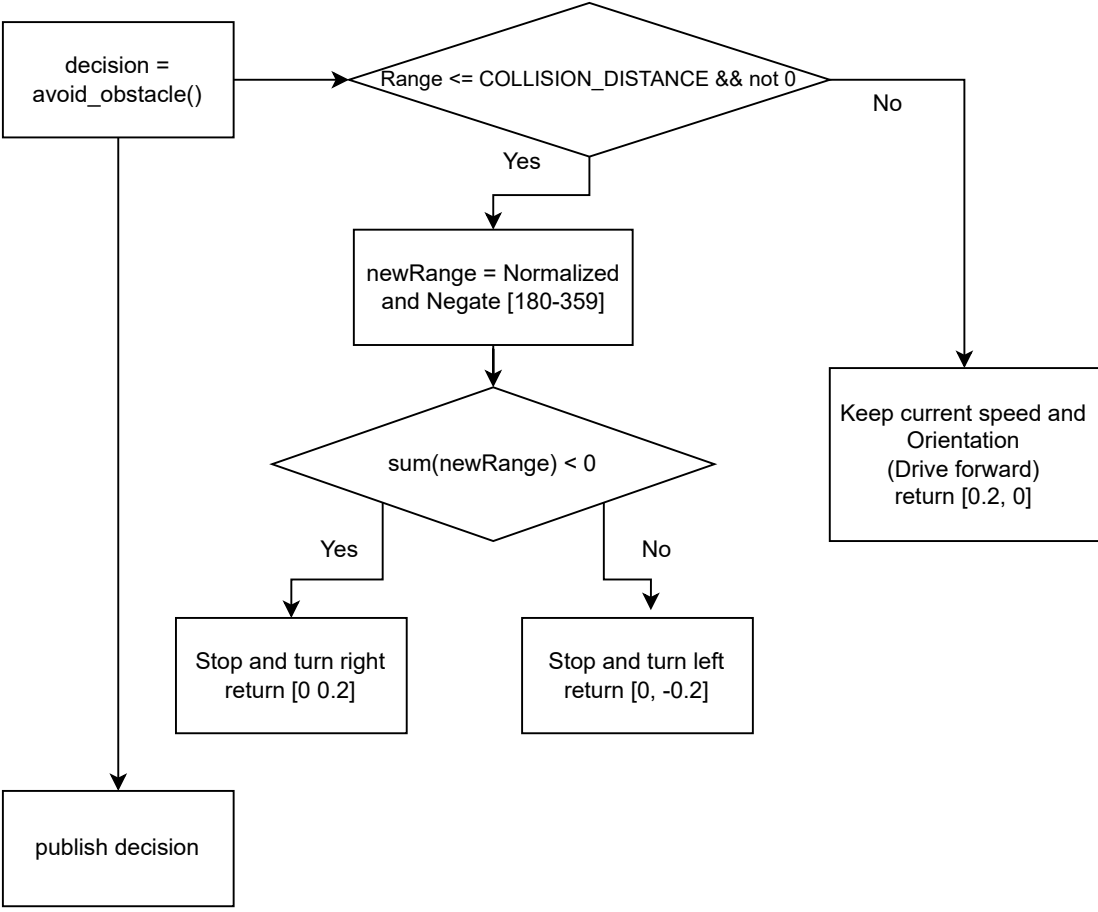 decision =
avoid_obstacle()
Range <= COLLISION_DISTANCE && not 0
No
Yes
newRange = Normalized
and Negate [180-359]
Keep current speed and
Orientation
(Drive forward)
return [0.2, 0]
sum(newRange) < 0
Yes
No
Stop and turn right
return [0 0.2]
Stop and turn left
return [0, -0.2]
publish decision